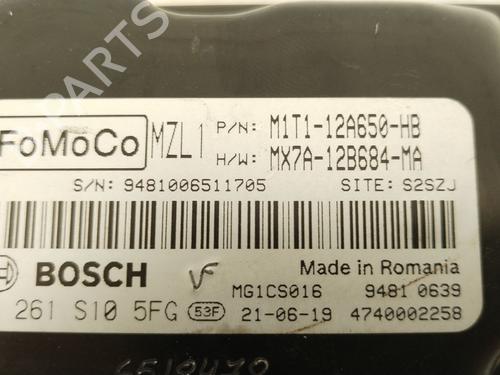 FoMoCo MZL1 P/N: M1T1-12A650-HB
H/W: MX7A-12B684-MA
S/N: 9481006511705 SITE: S2SZJ
BOSCH VF Made in Romania
MG1CS016 9481 0639
261 S10 5FG 53F 21-06-19 4740002258
B-PARTS